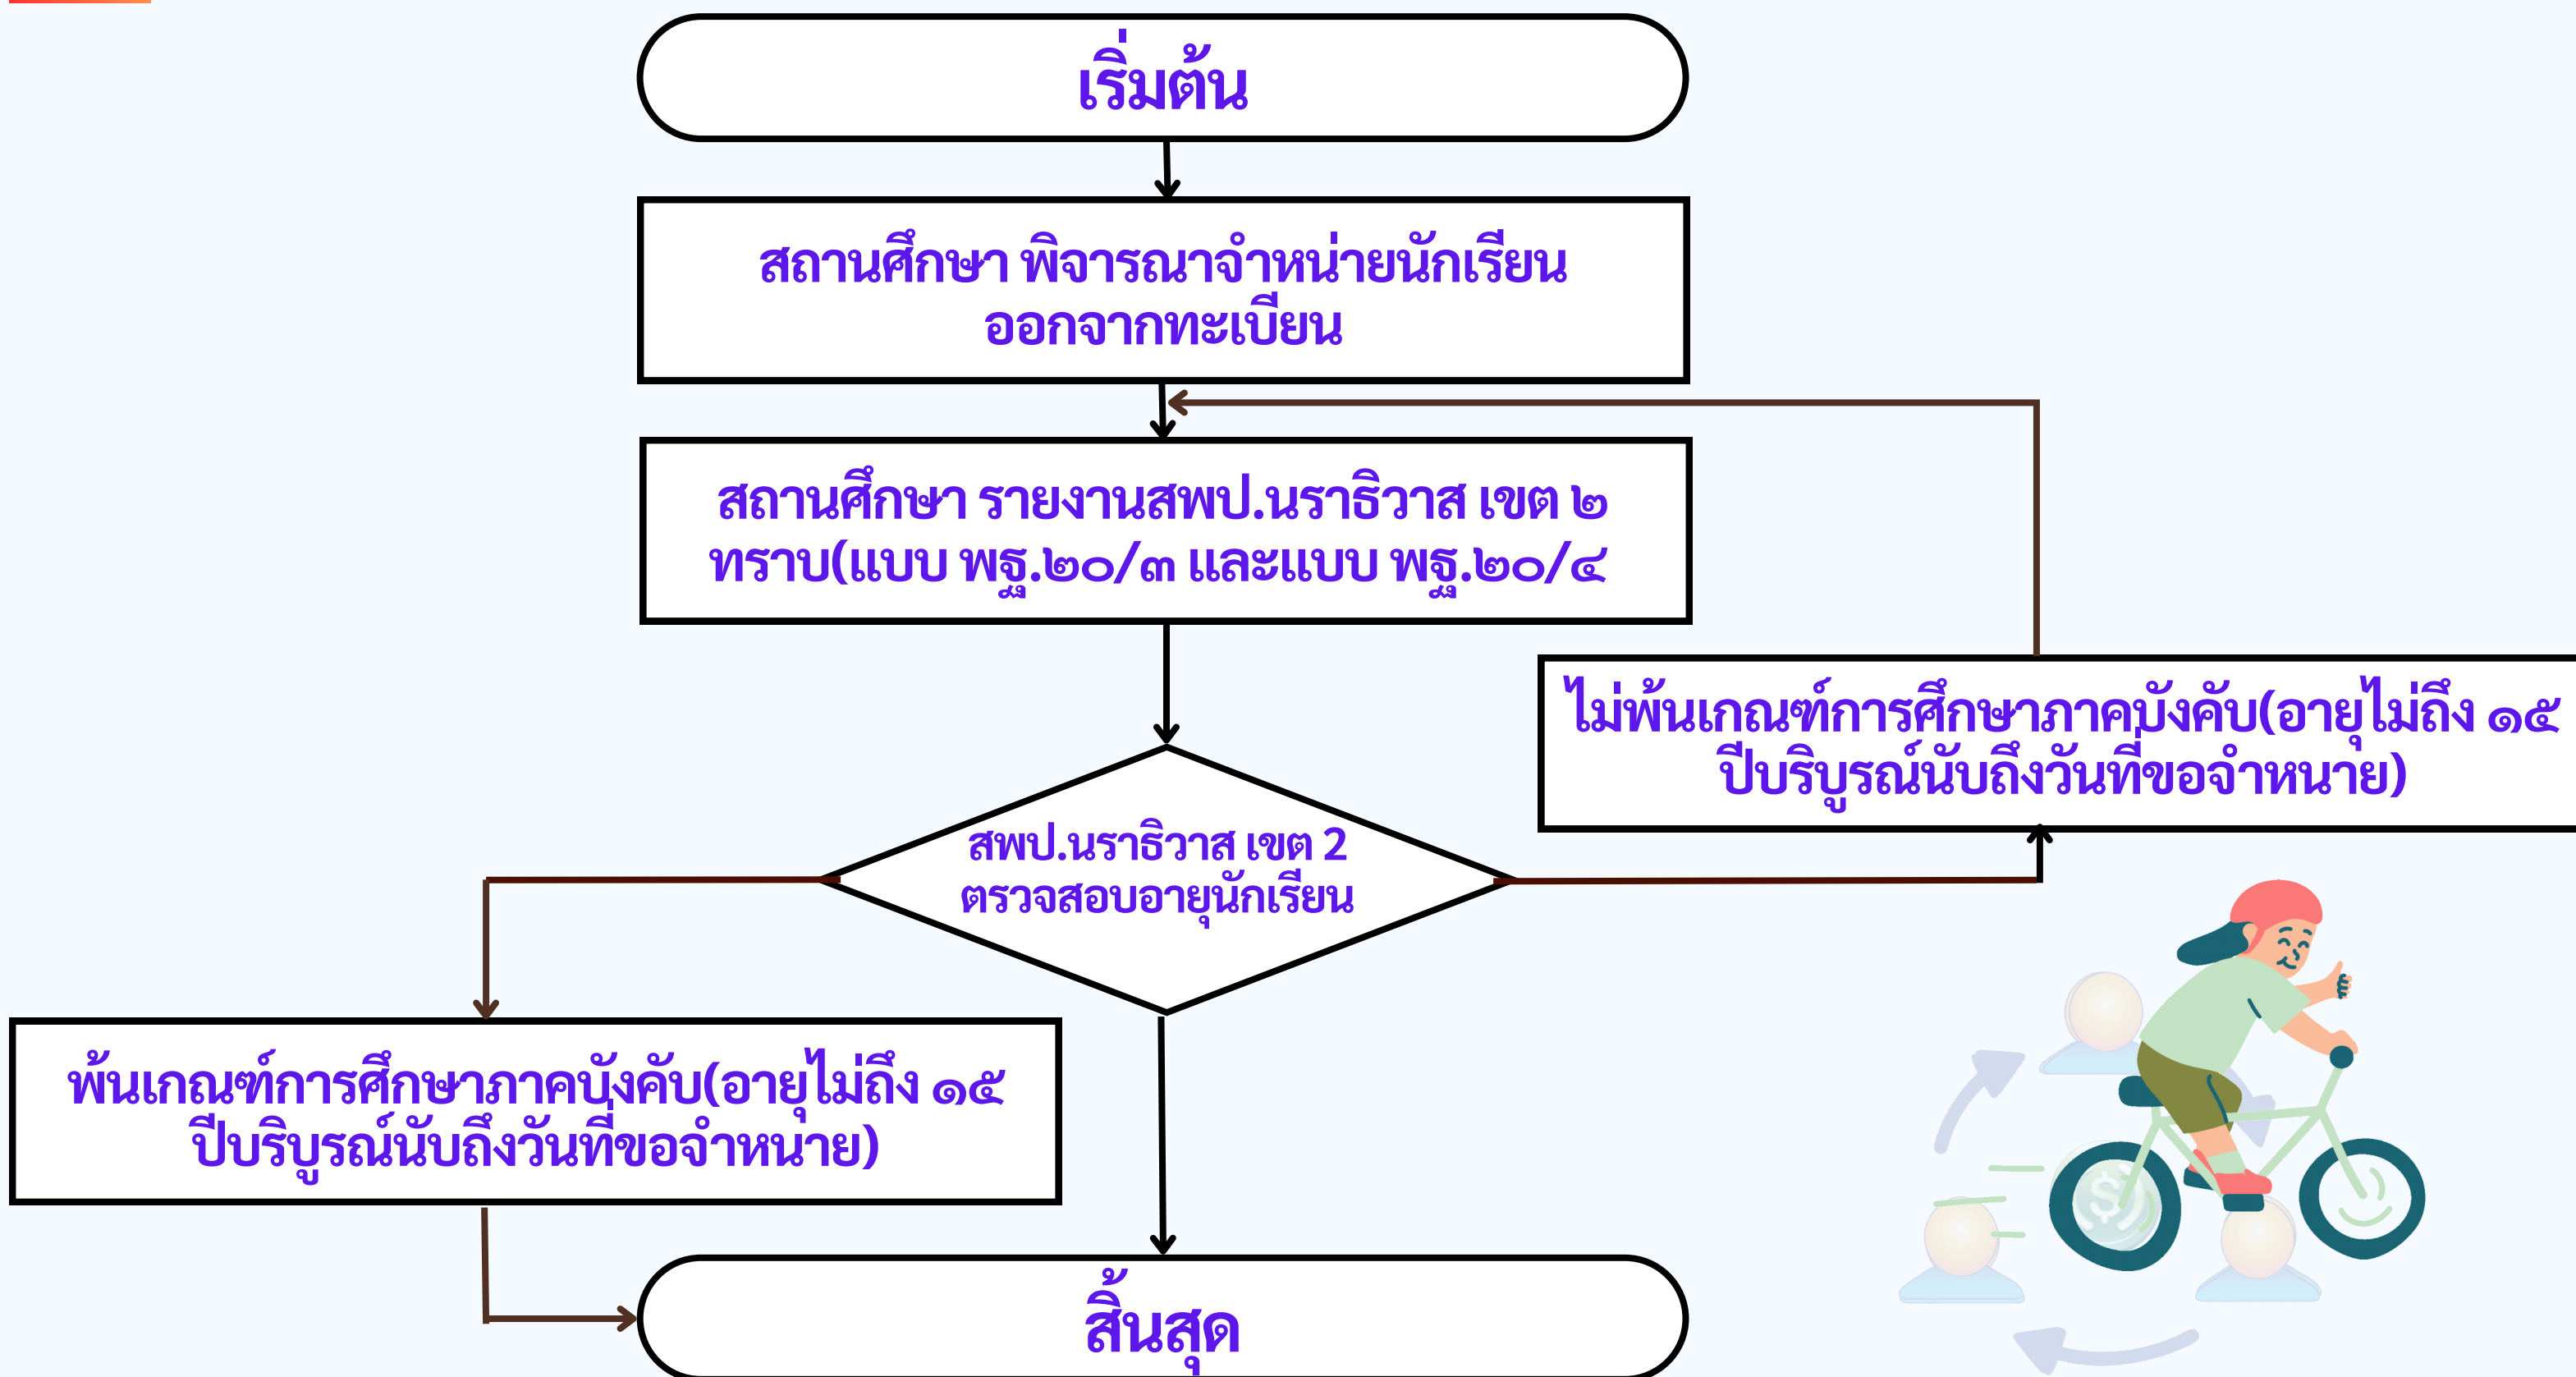 เริ่มต้น
สถานศึกษา พิจารณาจำหน่ายนักเรียน
ออกจากทะเบียน
สถานศึกษา รายงานสพป.นราธิวาส เขต ๒
ทราบ(แบบ พฐ.๒๐/๓ และแบบ พฐ.๒๐/๔
ไม่พ้นเกณฑ์การศึกษาภาคบังคับ(อายุไม่ถึง ๑๕
ปีบริบูรณ์นับถึงวันที่ขอจำหนาย)
สพป.นราธิวาส เขต 2
ตรวจสอบอายุนักเรียน
พ้นเกณฑ์การศึกษาภาคบังคับ(อายุไม่ถึง ๑๕
ปีบริบูรณ์นับถึงวันที่ขอจำหนาย)
สิ้นสุด